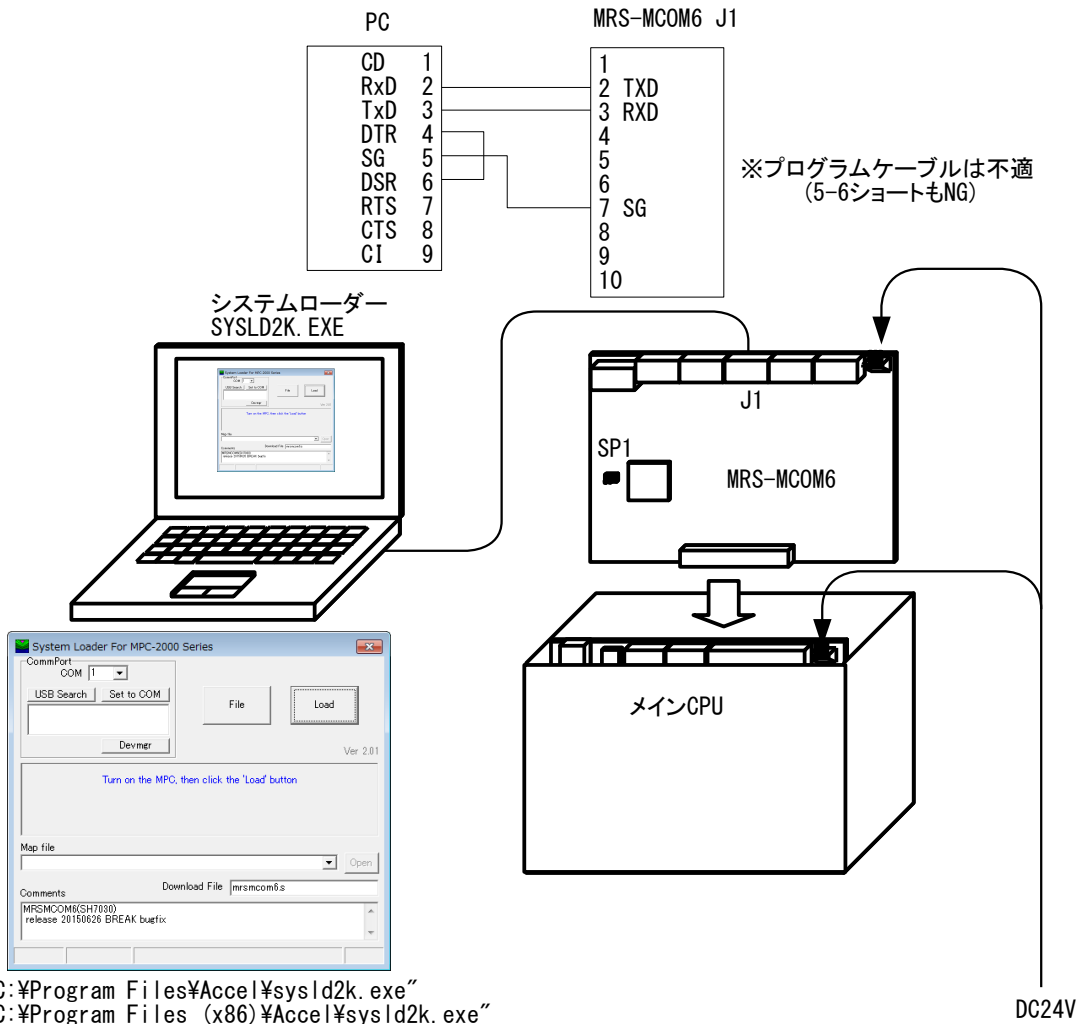 PC
MRS-MCOM6 J1
CD 1
RxD 2
TxD 3
DTR 4
SG 5
DSR 6
RTS 7
CTS 8
CI 9
1
2 TXD
3 RXD
4
5
6
7 SG
8
9
10
※プログラムケーブルは不適
(5-6ショートもNG)
システムローダー
SYSLD2K.EXE
J1
SP1
MRS-MCOM6
メインCPU
System Loader For MPC-2000 Series
CommPort
COM 1
USB Search Set to COM
File Load
Devmgr
Ver 2.01
Turn on the MPC, then click the 'Load' button
Map file
Open
Download File mrsmcom6.s
Comments
MRSMCOM6(SH7030)
release 20150626 BREAK bugfix
C:¥Program Files¥Accel¥sysld2k.exe"
C:¥Program Files (x86)¥Accel¥sysld2k.exe"
DC24V